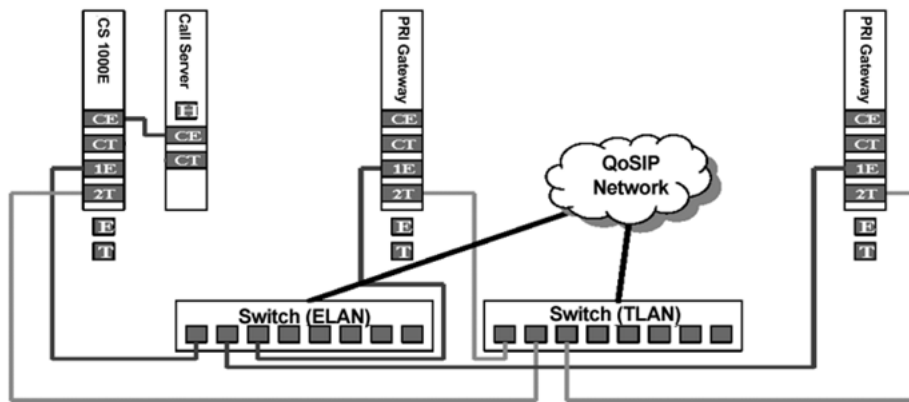 CS 1000E
CE
CT
1E
2T
E
T
Call Server
E
CE
CT
PRI Gateway
CE
CT
1E
2T
E
T
QoSIP
Network
PRI Gateway
CE
CT
1E
2T
E
T
Switch (ELAN)
Switch (TLAN)